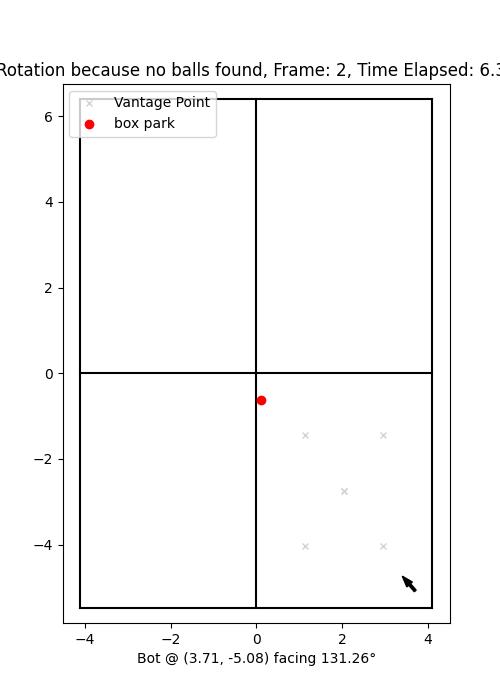 Rotation because no balls found, Frame: 2, Time Elapsed: 6.3
Vantage Point
box park
6
4
2
0
−2
−4
−4
−2
0
2
4
Bot @ (3.71, -5.08) facing 131.26°